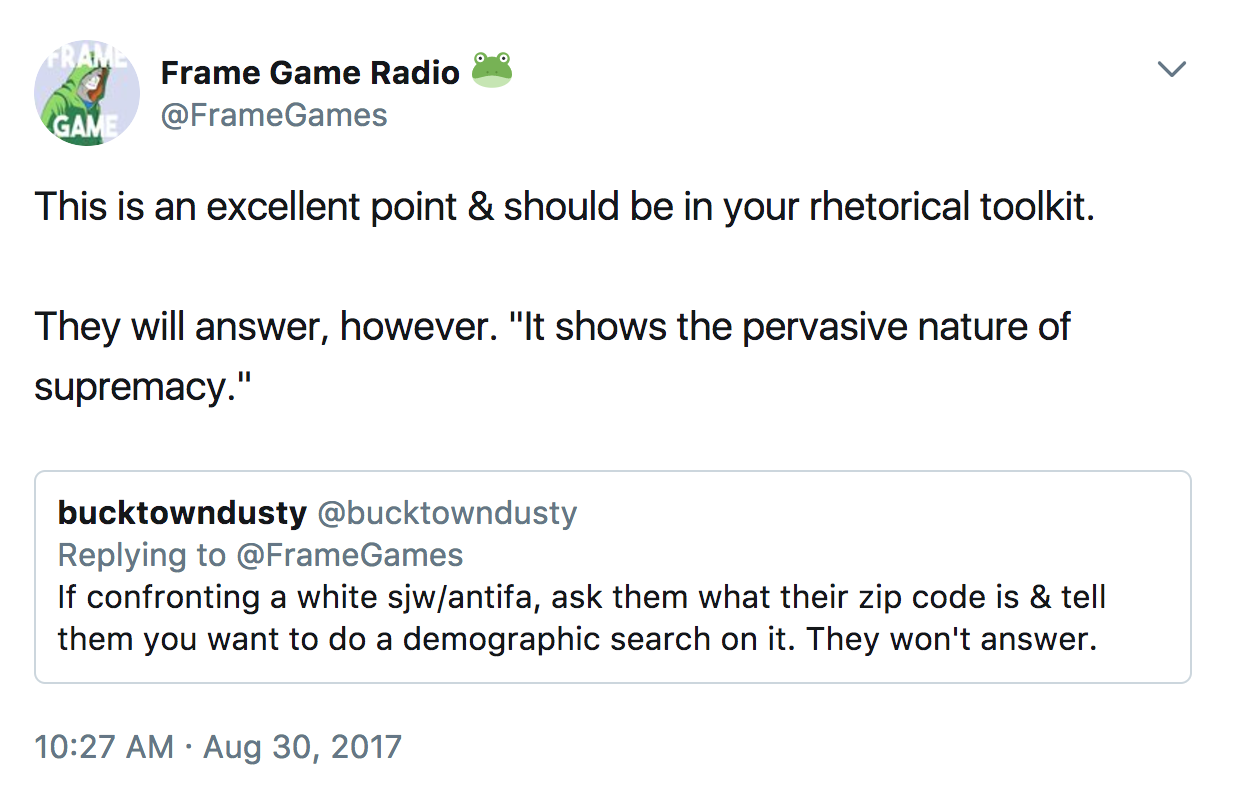 FRAME
GAME
Frame Game Radio 🐸
@FrameGames
This is an excellent point & should be in your rhetorical toolkit.
They will answer, however. "It shows the pervasive nature of
supremacy."
bucktowndusty @bucktowndusty
Replying to @FrameGames
If confronting a white sjw/antifa, ask them what their zip code is & tell
them you want to do a demographic search on it. They won't answer.
10:27 AM · Aug 30, 2017